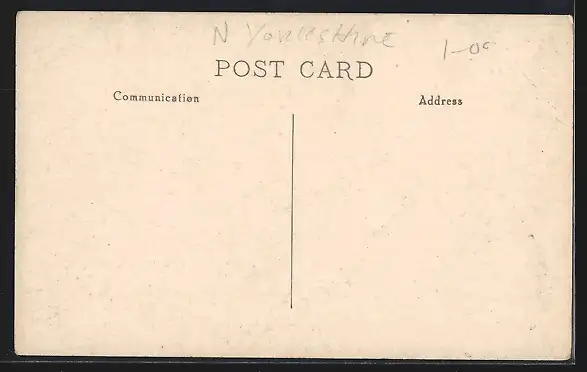 N Yorkshire
1-00
POST CARD
Communication
Address